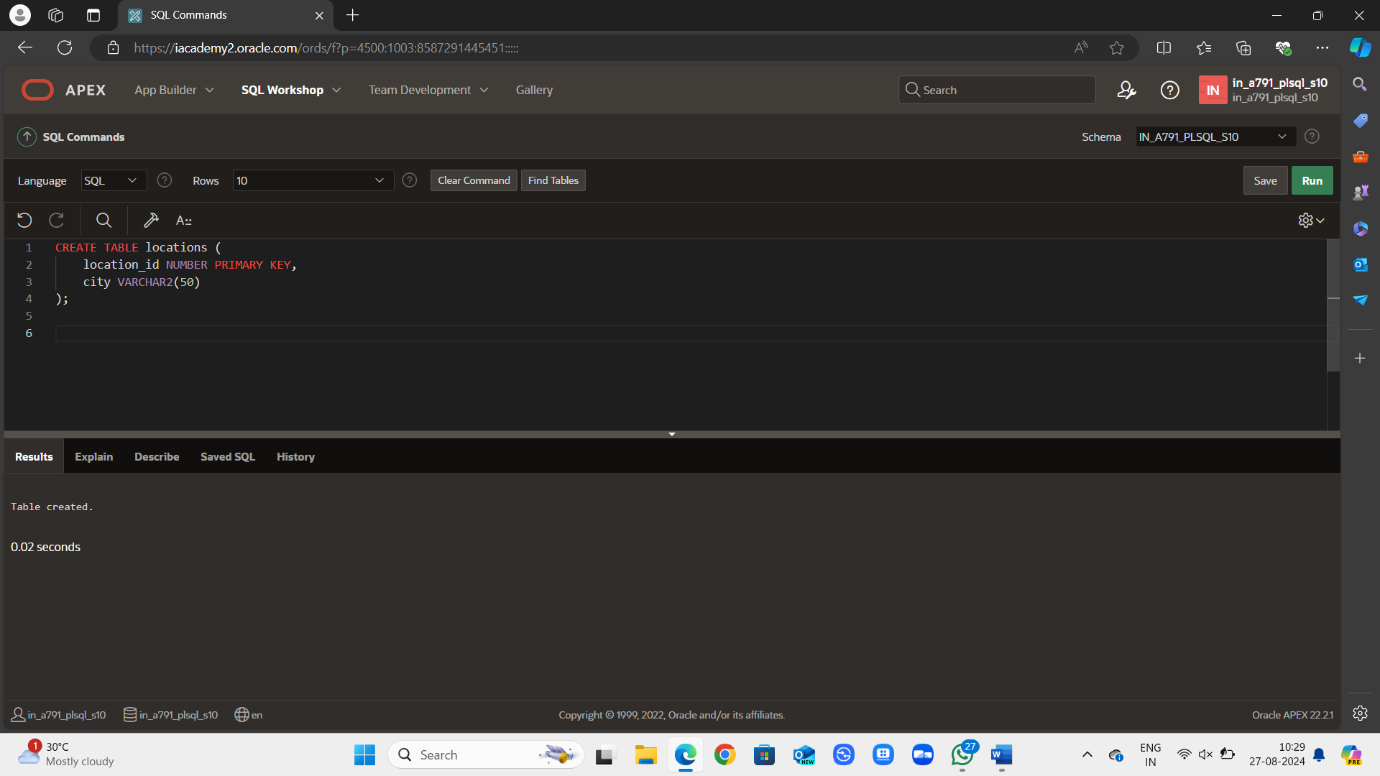 SQL Commands
https://iacademy2.oracle.com/ords/f?p=4500:1003:8587291445451:::::
APEX App Builder SQL Workshop Team Development Gallery Search IN in_a791_plsql_s10
in_a791_plsql_s10
SQL Commands Schema IN_A791_PLSQL_S10
Language SQL Rows 10 Clear Command Find Tables Save Run
A::
1 CREATE TABLE locations (
2 location_id NUMBER PRIMARY KEY,
3 city VARCHAR2(50)
4 );
5
6
Results Explain Describe Saved SQL History
Table created.
0.02 seconds
in_a791_plsql_s10 in_a791_plsql_s10 en Copyright © 1999, 2022, Oracle and/or its affiliates. Oracle APEX 22.2.1
1 30°C
Mostly cloudy
Search
NEW
27
ENG
IN
10:29
27-08-2024
PRE